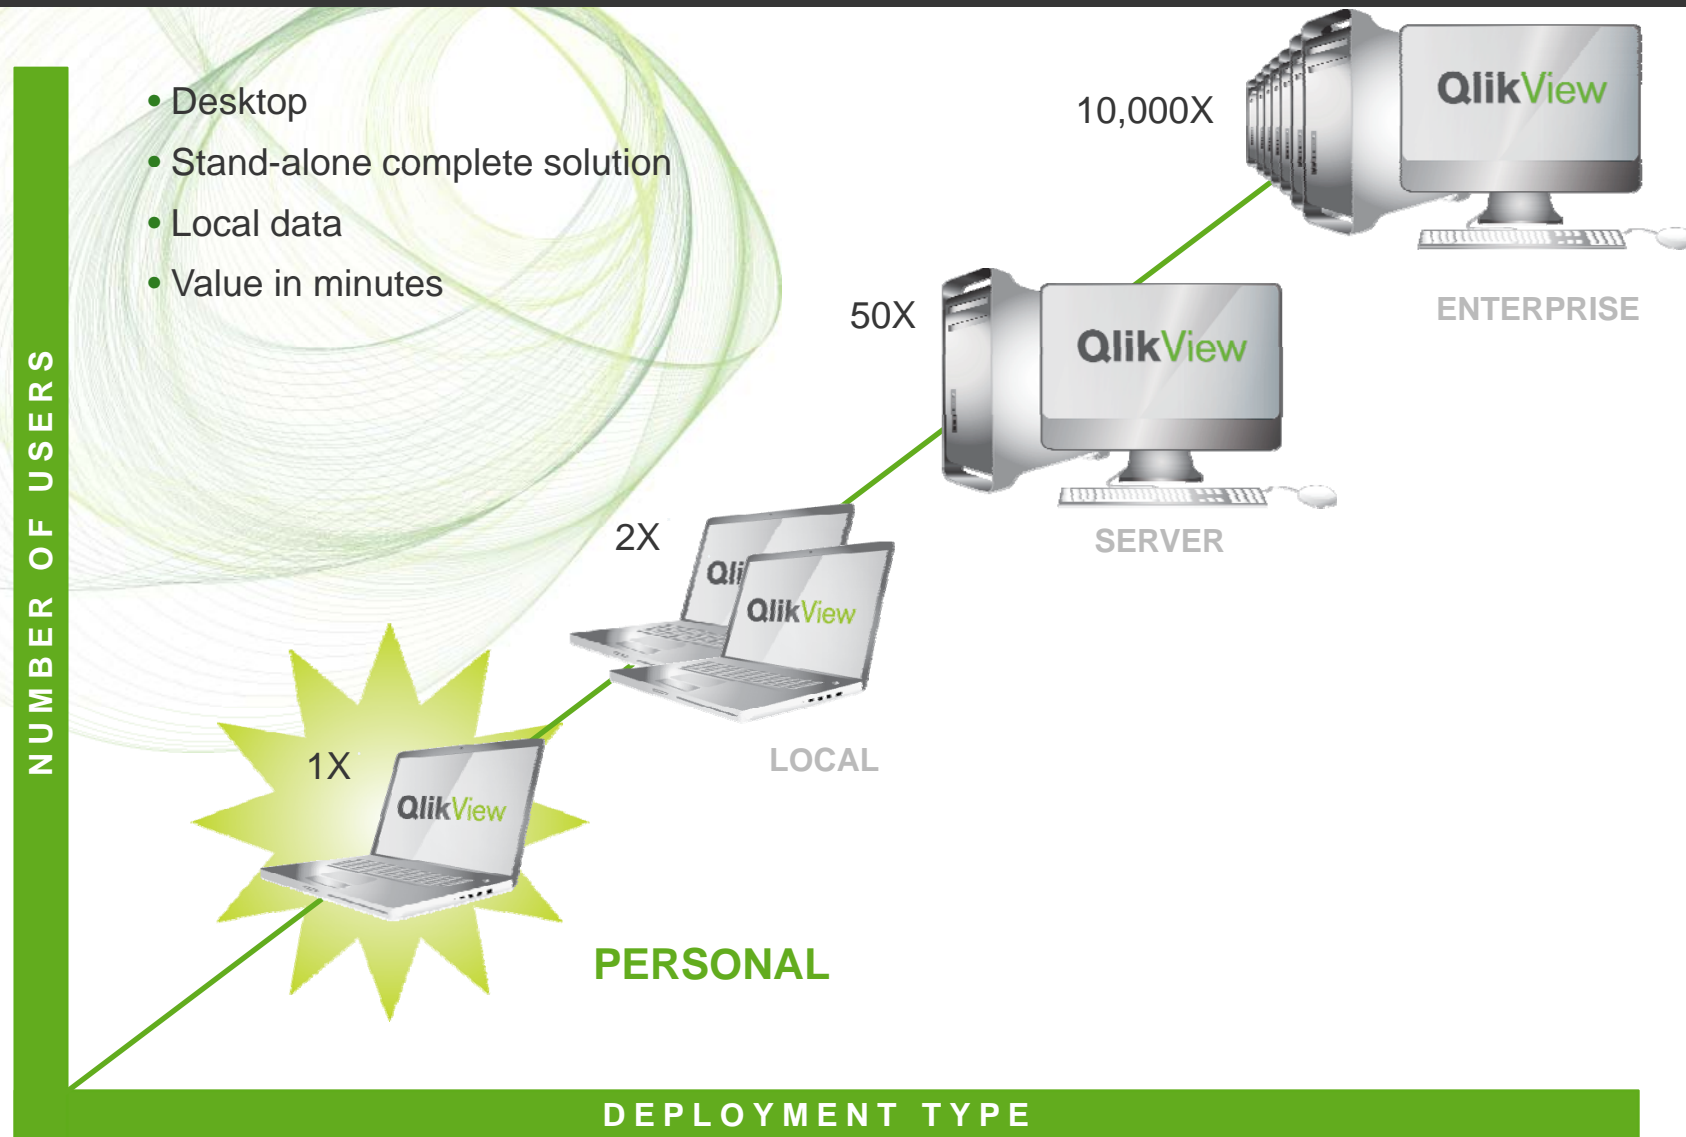 • Desktop
• Stand-alone complete solution
• Local data
• Value in minutes
10,000X
QlikView
ENTERPRISE
50X
QlikView
SERVER
2X
Qli
QlikView
LOCAL
1X
QlikView
PERSONAL
NUMBER OF USERS
DEPLOYMENT TYPE